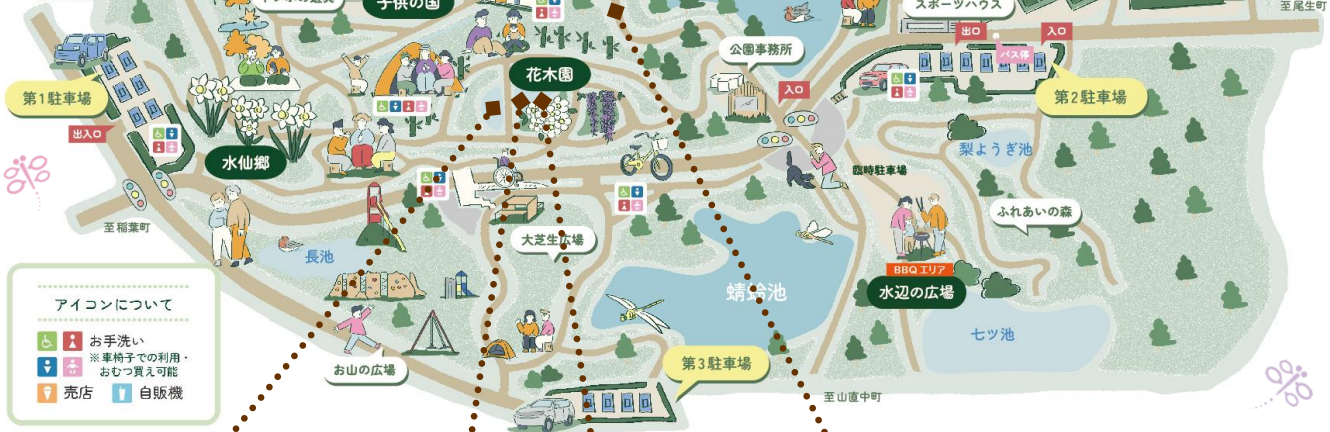 子供の国
スポーツハウス
至尾生町
出口
入口
バス停
公園事務所
花木園
第1駐車場
第2駐車場
入口
出入口
水仙郷
梨ようぎ池
臨時駐車場
ふれあいの森
至稲葉町
長池
大芝生広場
BBQエリア
水辺の広場
蜻蛉池
七ツ池
アイコンについて
お手洗い
※車椅子での利用・
おむつ買え可能
売店
自販機
お山の広場
第3駐車場
至山直中町